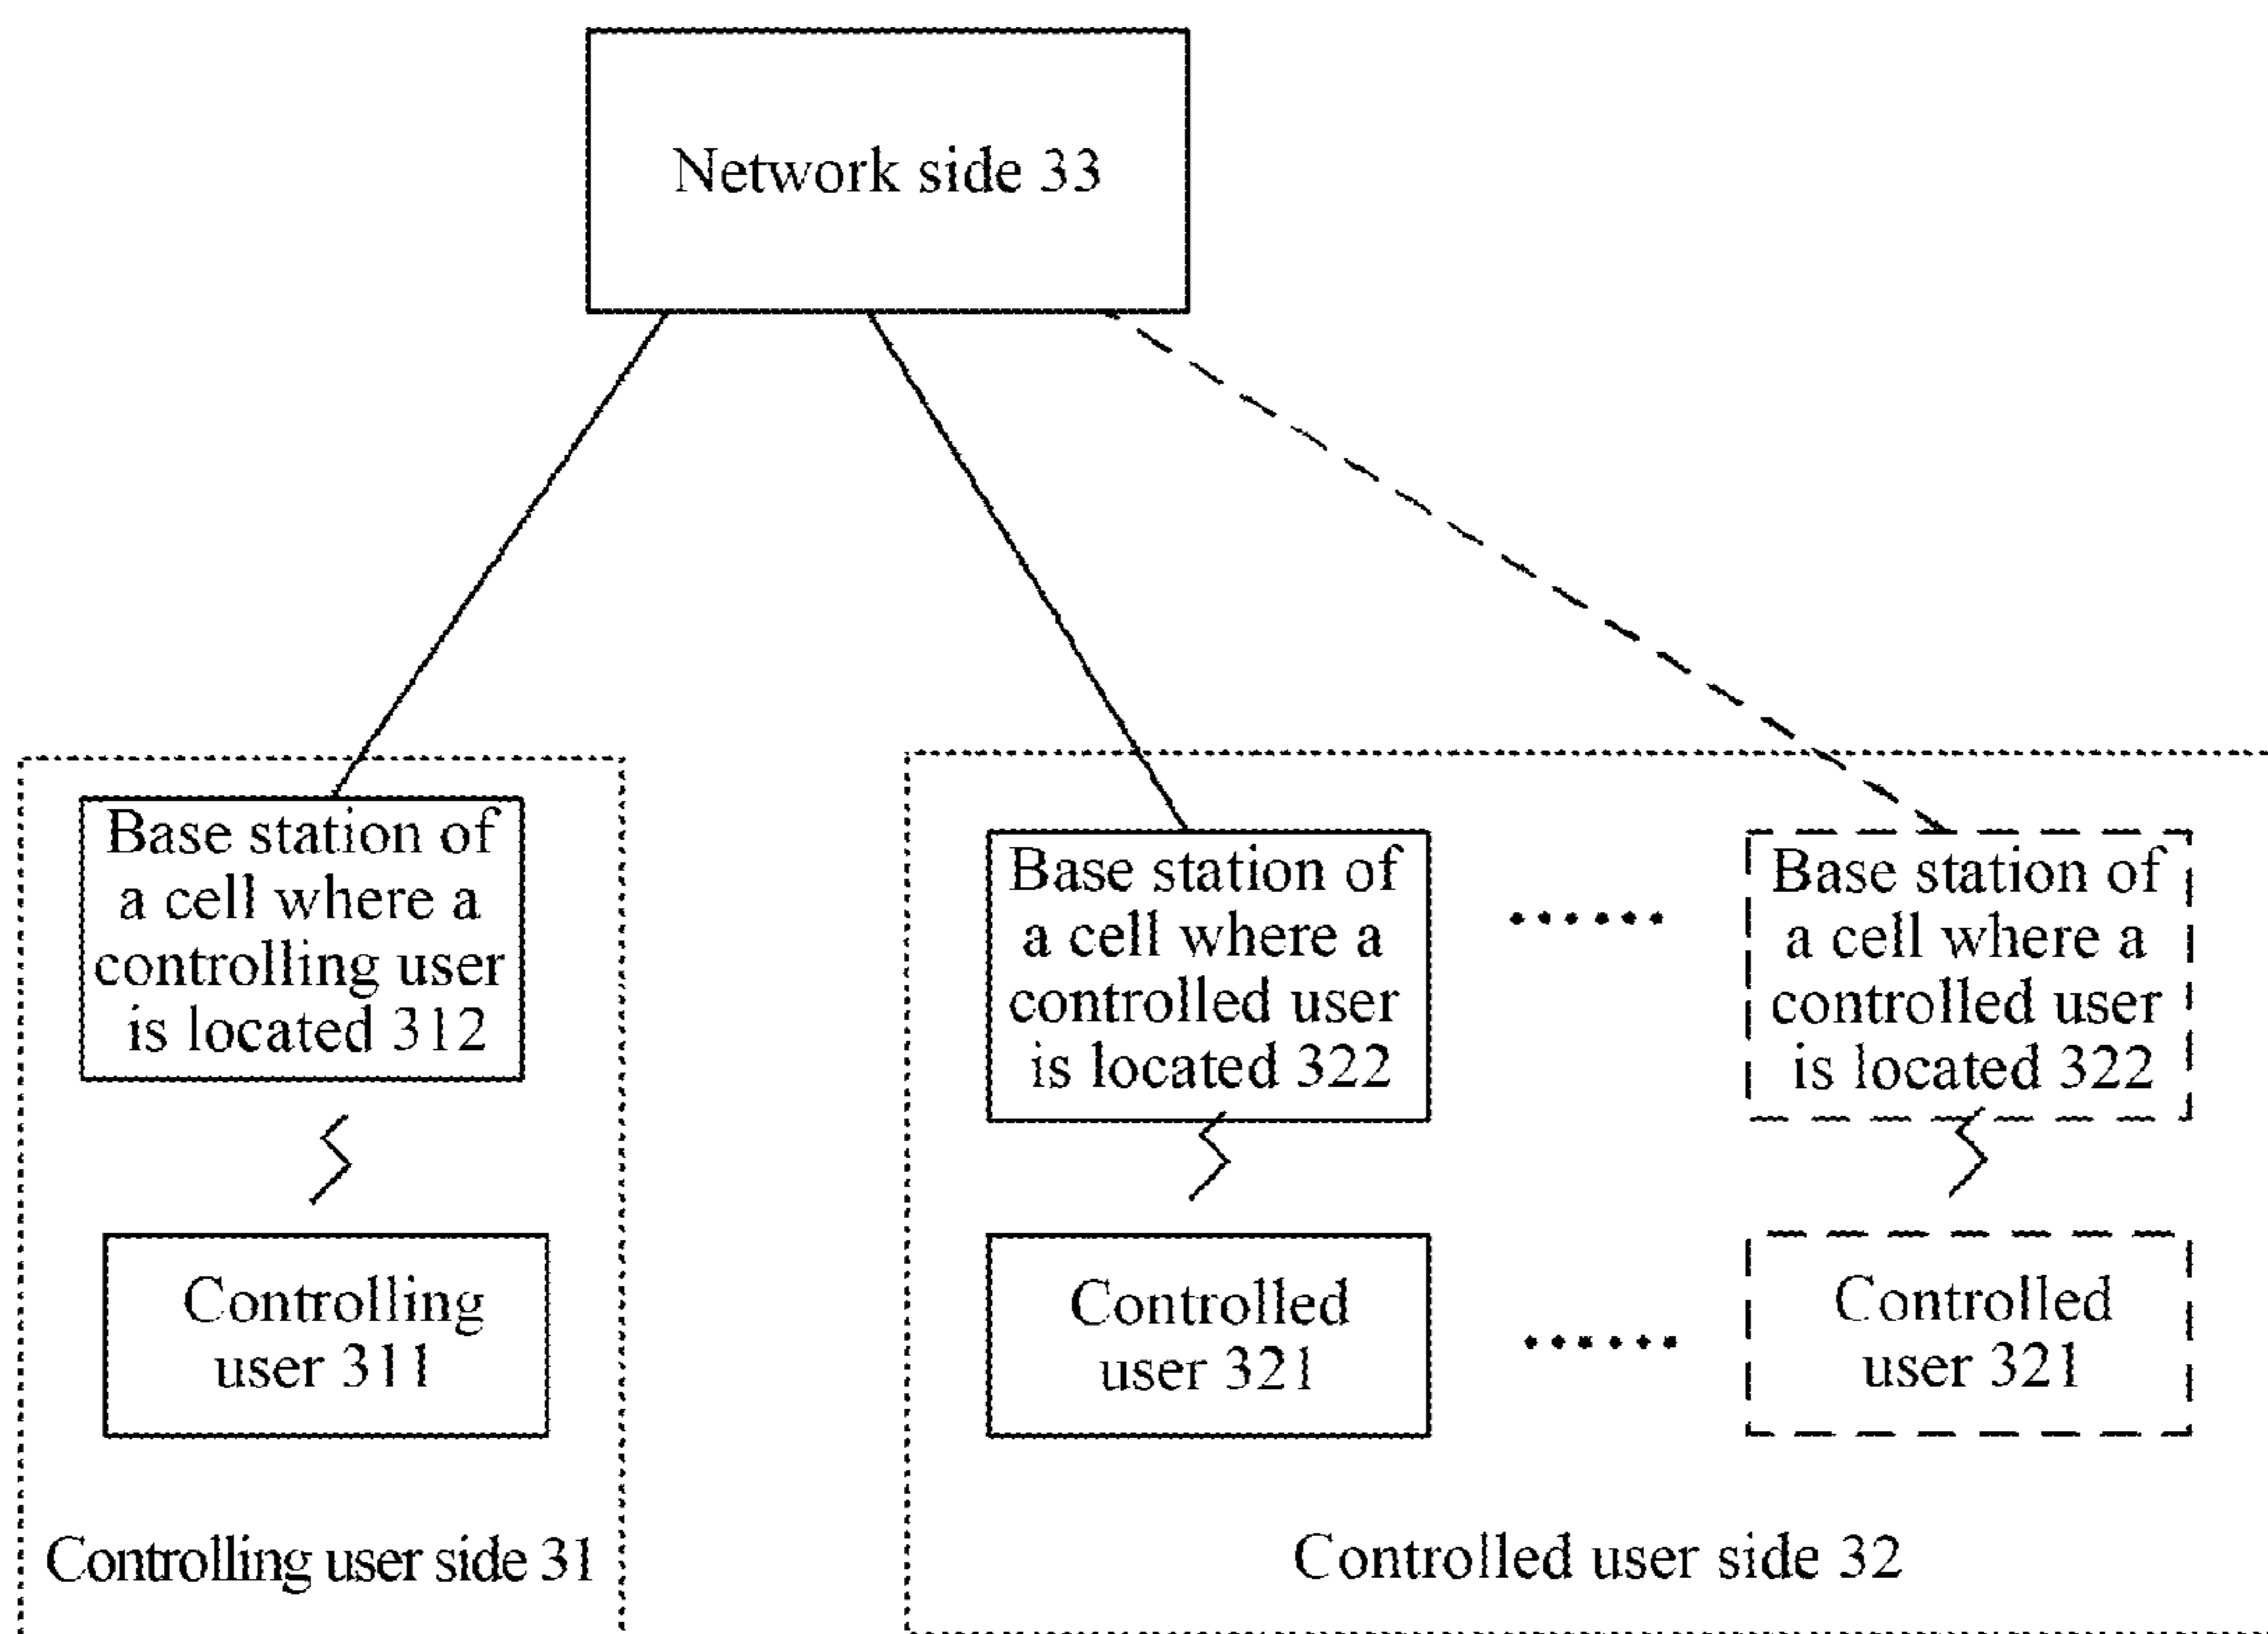 Network side 33
Base station of
a cell where a
controlling user
is located 312
Controlling
user 311
Controlling user side 31
Base station of
a cell where a
controlled user
is located 322
......
Base station of
a cell where a
controlled user
is located 322
Controlled
user 321
......
Controlled
user 321
Controlled user side 32